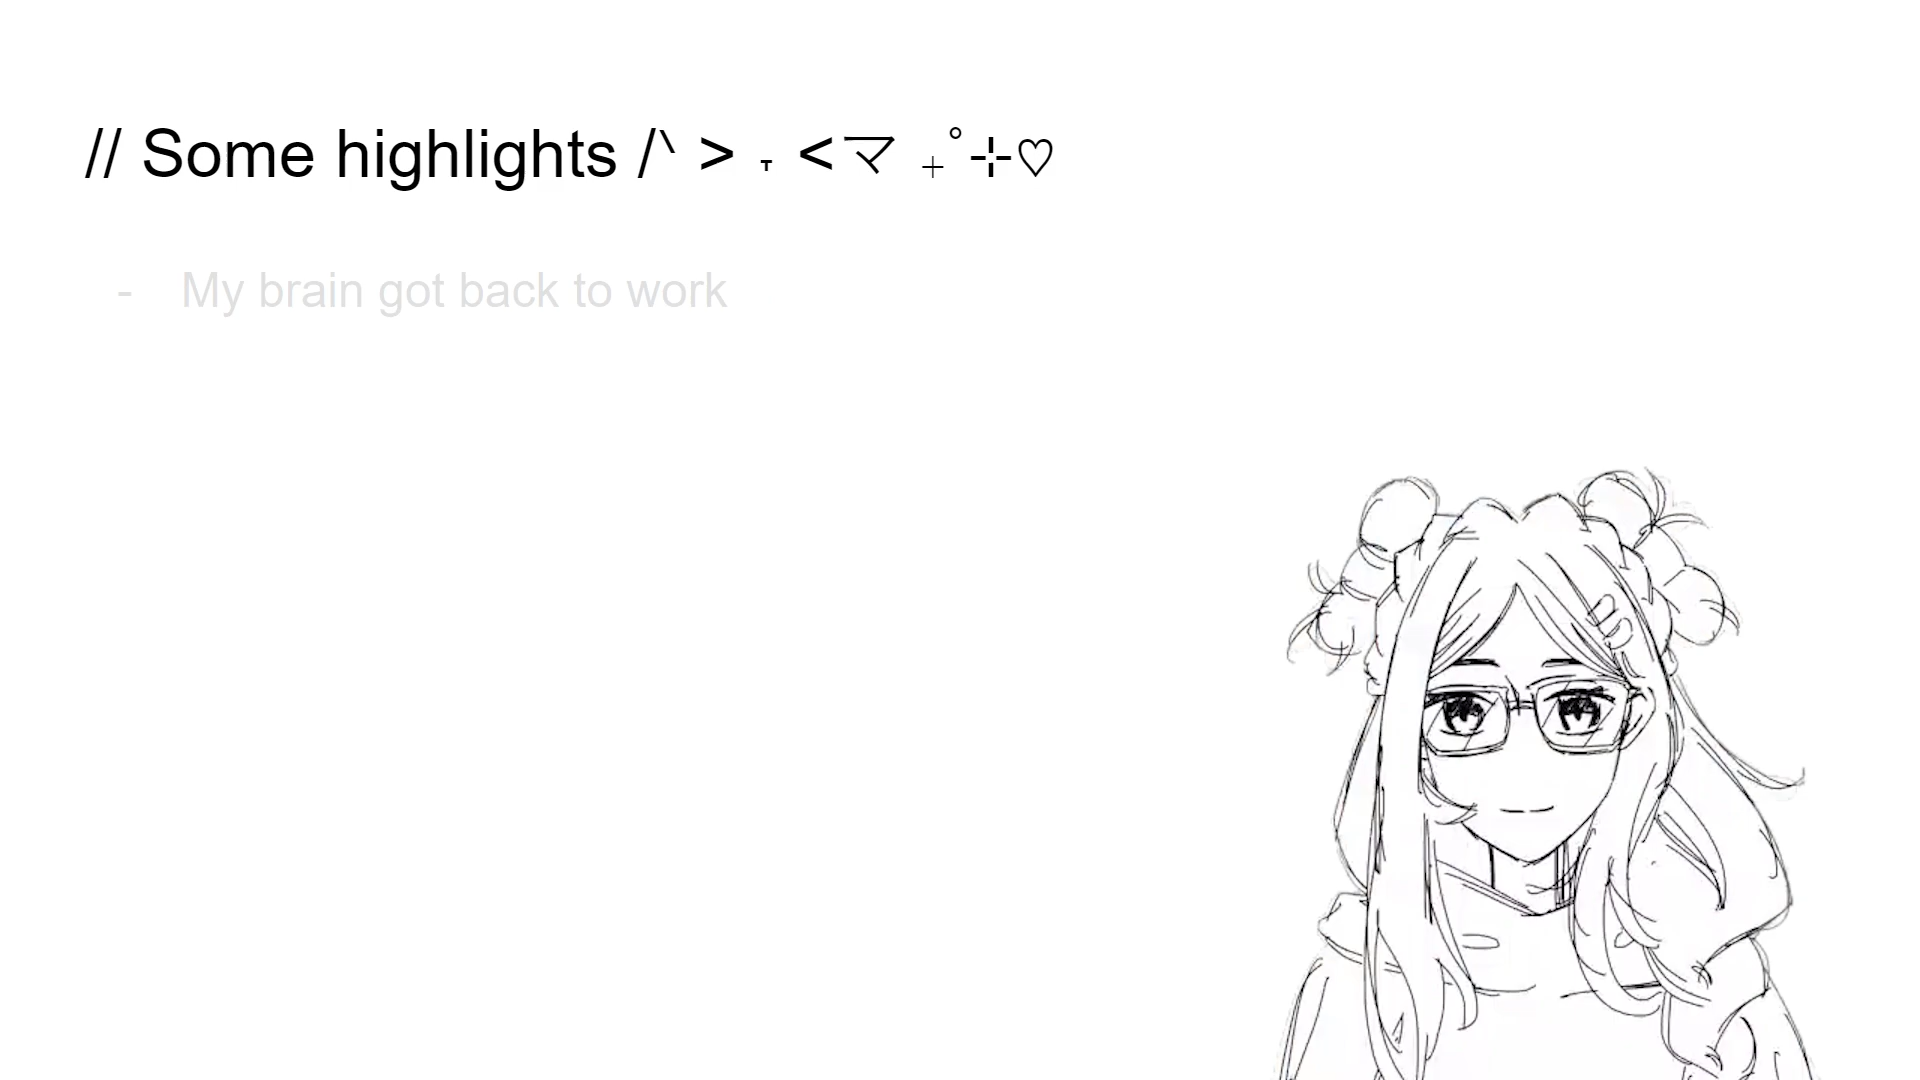 // Some highlights /ˋ > ˕ <マ ₊˚⊹♡
- My brain got back to work